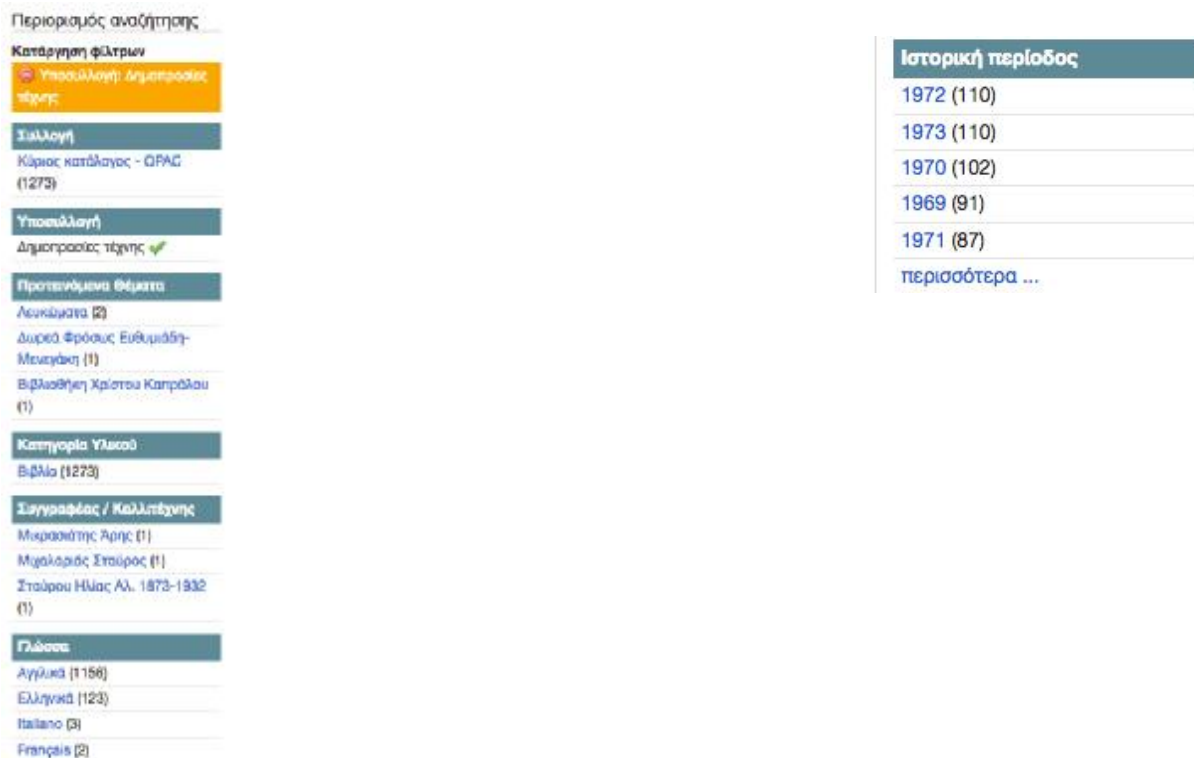 Περιορισμός αναζήτησης
Κατάργηση φίλτρων
Υποσυλλογή: Δημοπρασίες
τέχνης
Συλλογή
Κύριος κατάλογος - OPAC
(1273)
Υποσυλλογή
Δημοπρασίες τέχνης
Προτεινόμενα Θέματα
Λευκώματα (2)
Δωρεά Φρόσως Ευθυμιάδη-
Μενεγάκη (1)
Βιβλιοθήκη Χρίστου Καπράλου
(1)
Κατηγορία Υλικού
Βιβλία (1273)
Συγγραφέας / Καλλιτέχνης
Μικρασιάτης Άρης (1)
Μιχαλαριάς Σταύρος (1)
Σταύρου Ηλίας Αλ. 1873-1932
(1)
Γλώσσα
Αγγλικά (1156)
Ελληνικά (123)
Italiano (3)
Français (2)
Ιστορική περίοδος
1972 (110)
1973 (110)
1970 (102)
1969 (91)
1971 (87)
περισσότερα ...